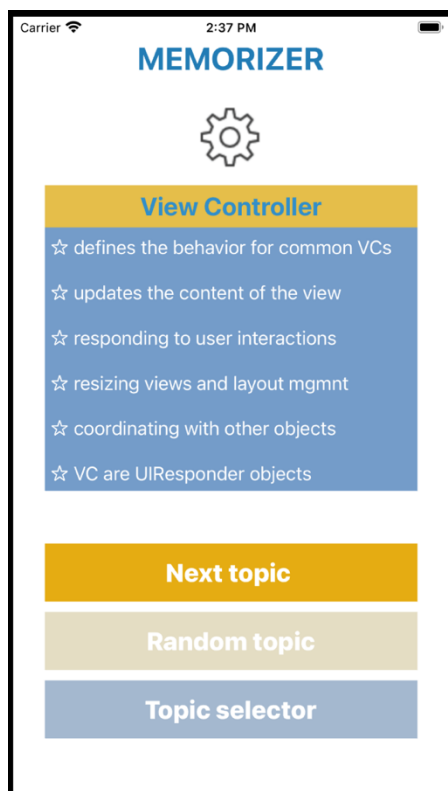 Carrier 2:37 PM
MEMORIZER
View Controller
☆ defines the behavior for common VCs
☆ updates the content of the view
☆ responding to user interactions
☆ resizing views and layout mgmnt
☆ coordinating with other objects
☆ VC are UIResponder objects
Next topic
Random topic
Topic selector